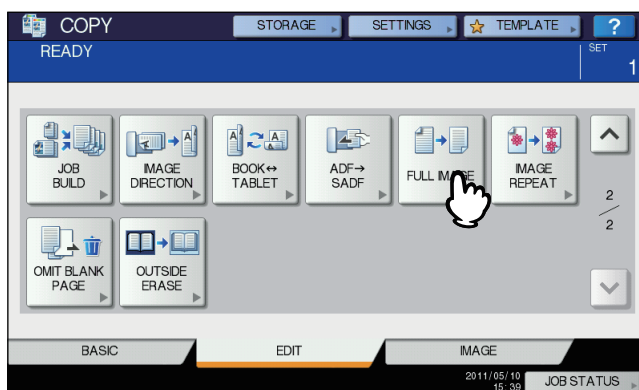 COPY
STORAGE
SETTINGS
TEMPLATE
?
READY
SET
1
JOB
BUILD
IMAGE
DIRECTION
BOOK↔
TABLET
ADF→
SADF
FULL IMAGE
IMAGE
REPEAT
2
2
OMIT BLANK
PAGE
OUTSIDE
ERASE
BASIC
EDIT
IMAGE
2011/05/10
15:39
JOB STATUS